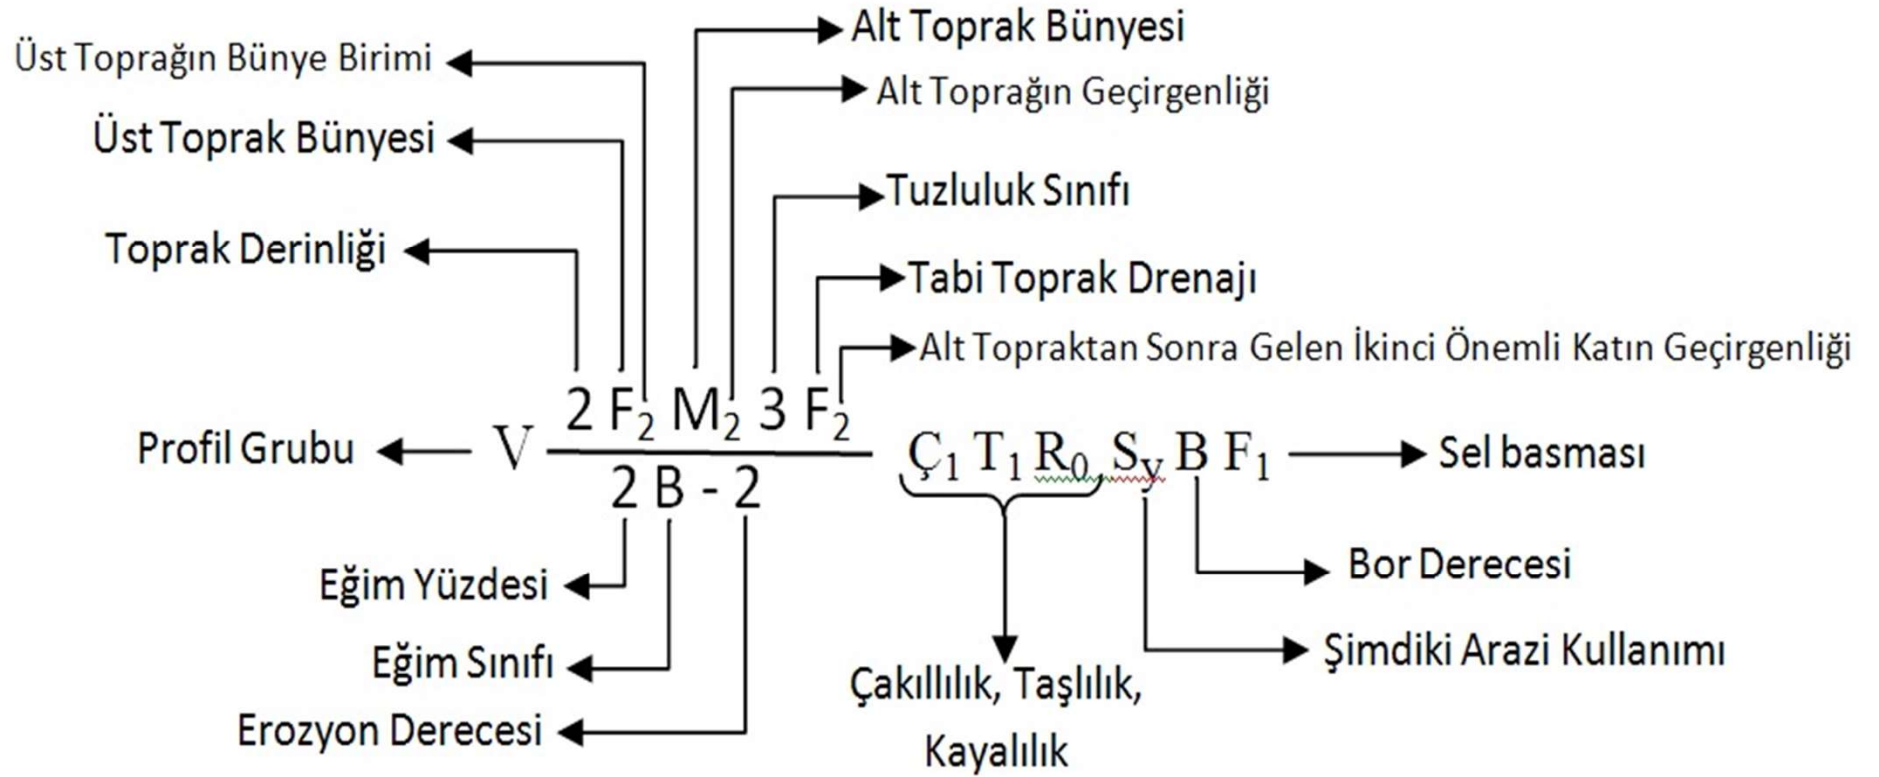 Alt Toprak Bünyesi
Üst Toprağın Bünye Birimi
Alt Toprağın Geçirgenliği
Üst Toprak Bünyesi
Tuzluluk Sınıfı
Toprak Derinliği
Tabi Toprak Drenajı
Alt Topraktan Sonra Gelen İkinci Önemli Katın Geçirgenliği
2 F2 M2 3 F2
Profil Grubu V Ç1 T1 R0 Sy B F1 Sel basması
2 B - 2
Bor Derecesi
Eğim Yüzdesi
Şimdiki Arazi Kullanımı
Eğim Sınıfı
Çakıllılık, Taşlılık,
Kayalılık
Erozyon Derecesi